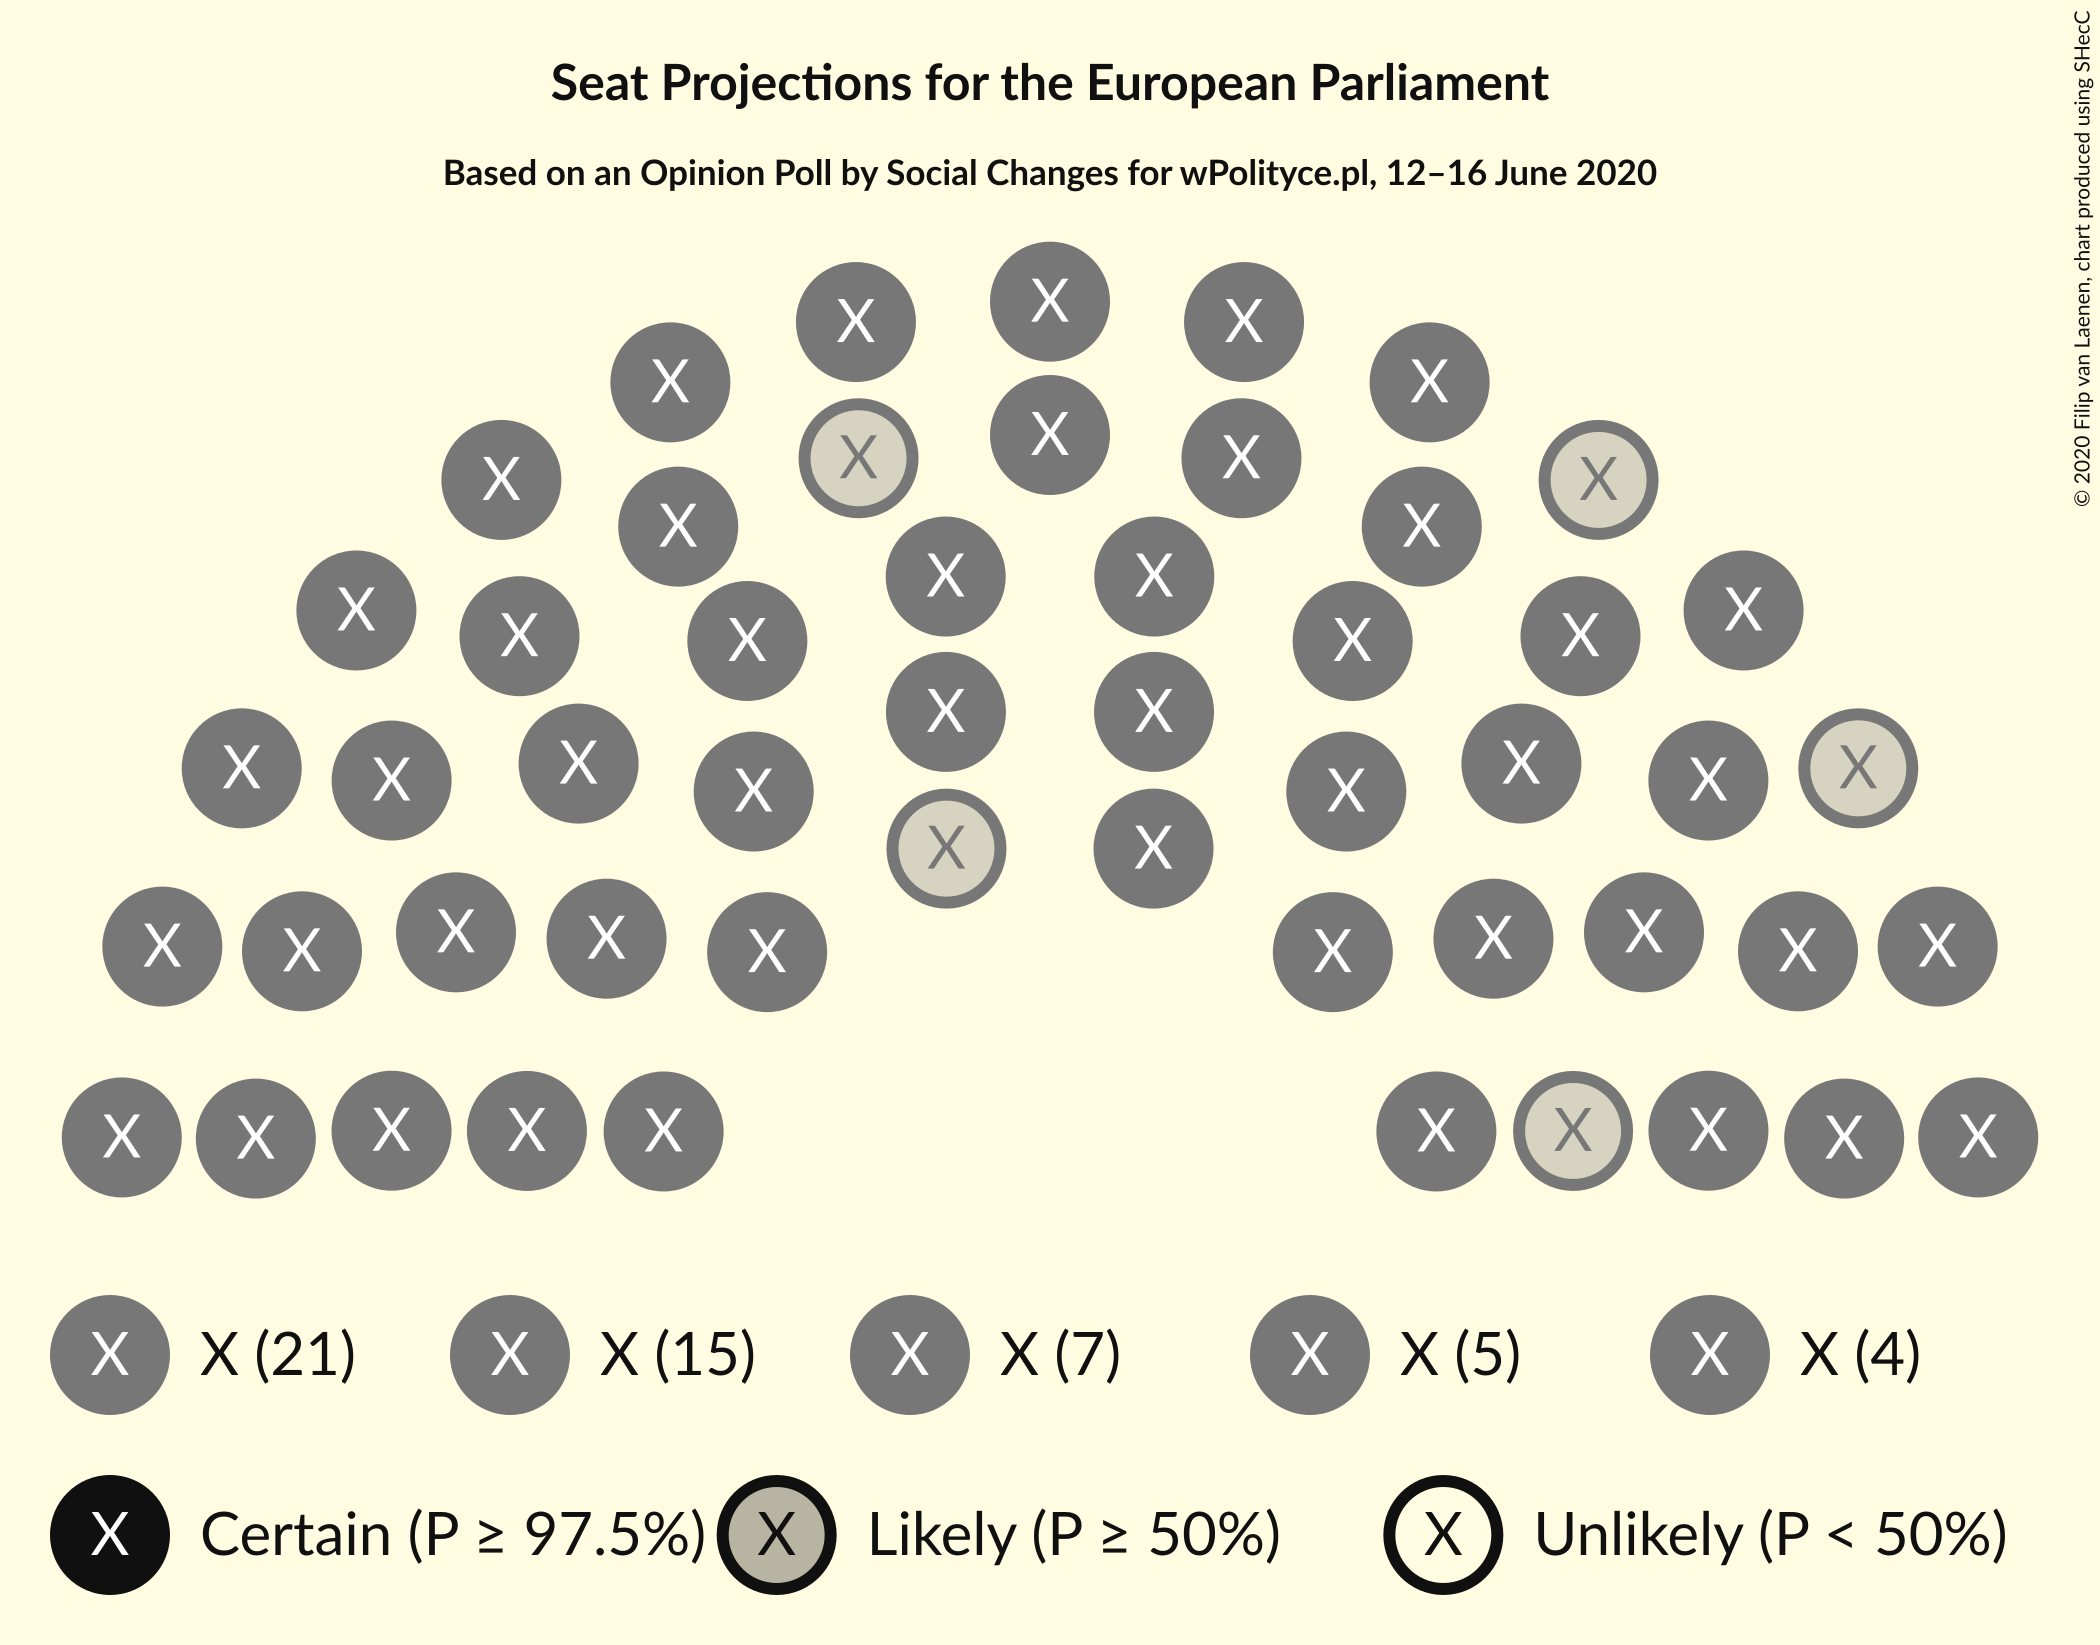 Seat Projections for the European Parliament
Based on an Opinion Poll by Social Changes for wPolityce.pl, 12–16 June 2020
© 2020 Filip van Laenen, chart produced using SHecC
X X X
X X
X X X X
X X
X X
X X
X X X X
X X
X X
X X X X
X X X X
X X
X X
X X X X
X X X X
X X
X X X X
X X X X X X
X X X X
X X X X X X
X X (21) X X (15) X X (7) X X (5) X X (4)
X Certain (P ≥ 97.5%) X Likely (P ≥ 50%) X Unlikely (P < 50%)